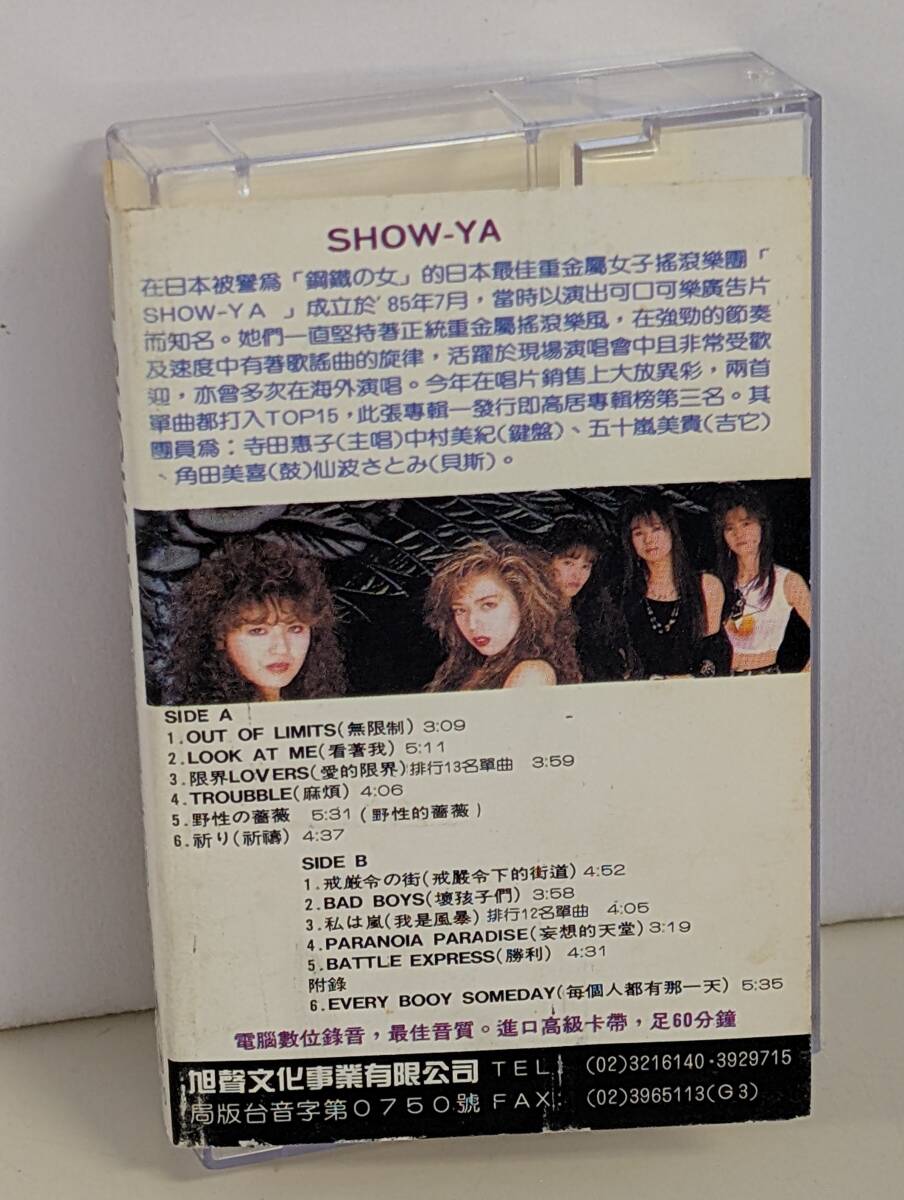 SHOW-YA
在日本被譽爲「鋼鐵の女」的日本最佳重金屬女子搖滾樂團「
SHOW-YA 」成立於'85年7月，當時以演出可口可樂廣告片
而知名。她們一直堅持著正統重金屬搖滾樂風，在強勁的節奏
及速度中有著歌謠曲的旋律，活躍於現場演唱會中且非常受歡
迎，亦曾多次在海外演唱。今年在唱片銷售上大放異彩，兩首
單曲都打入TOP15，此張專輯一發行即高居專輯榜第三名。其
團員爲：寺田惠子(主唱)中村美紀(鍵盤)、五十嵐美貴(吉它)
、角田美喜(鼓)仙波さとみ(貝斯)。
SIDE A
1.OUT OF LIMITS(無限制) 3:09
2.LOOK AT ME(看著我) 5:11
3.限界LOVERS(愛的限界)排行13名單曲 3:59
4.TROUBBLE(麻煩) 4:06
5.野性の薔薇 5:31 (野性的薔薇)
6.祈り(祈禱) 4:37
SIDE B
1.戒厳令の街(戒嚴令下的街道) 4:52
2.BAD BOYS(壞孩子們) 3:58
3.私は嵐(我是風暴) 排行12名單曲 4:05
4.PARANOIA PARADISE(妄想的天堂) 3:19
5.BATTLE EXPRESS(勝利) 4:31
附錄
6.EVERY BOOY SOMEDAY(每個人都有那一天) 5:35
電腦數位錄音，最佳音質。進口高級卡帶，足60分鐘
旭聲文化事業有限公司 TEL: (02)3216140·3929715
局版台音字第0750號 FAX: (02)3965113(G3)